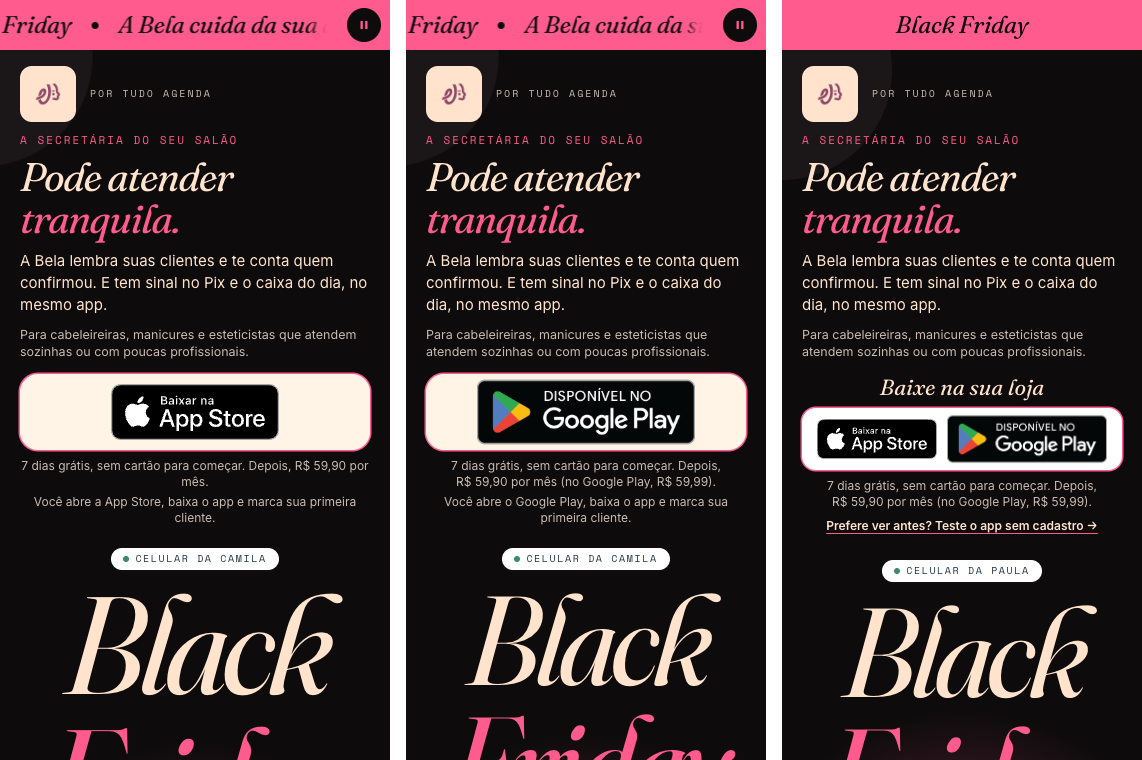 Friday • A Bela cuida da sua
POR TUDO AGENDA
A SECRETÁRIA DO SEU SALÃO
Pode atender
tranquila.
A Bela lembra suas clientes e te conta quem
confirmou. E tem sinal no Pix e o caixa do dia, no
mesmo app.
Para cabeleireiras, manicures e esteticistas que atendem
sozinhas ou com poucas profissionais.
Baixar na
App Store
7 dias grátis, sem cartão para começar. Depois, R$ 59,90 por
mês.
Você abre a App Store, baixa o app e marca sua primeira
cliente.
CELULAR DA CAMILA
Black
Friday • A Bela cuida da
POR TUDO AGENDA
A SECRETÁRIA DO SEU SALÃO
Pode atender
tranquila.
A Bela lembra suas clientes e te conta quem
confirmou. E tem sinal no Pix e o caixa do
dia, no mesmo app.
Para cabeleireiras, manicures e esteticistas que
atendem sozinhas ou com poucas profissionais.
DISPONÍVEL NO
Google Play
7 dias grátis, sem cartão para começar. Depois,
R$ 59,90 por mês (no Google Play, R$ 59,99).
Você abre o Google Play, baixa o app e marca sua
primeira cliente.
CELULAR DA CAMILA
Black
Friday
Black Friday
POR TUDO AGENDA
A SECRETÁRIA DO SEU SALÃO
Pode atender
tranquila.
A Bela lembra suas clientes e te conta quem
confirmou. E tem sinal no Pix e o caixa do
dia, no mesmo app.
Para cabeleireiras, manicures e esteticistas que
atendem sozinhas ou com poucas profissionais.
Baixe na sua loja
Baixar na
App Store
DISPONÍVEL NO
Google Play
7 dias grátis, sem cartão para começar. Depois,
R$ 59,90 por mês (no Google Play, R$ 59,99).
Prefere ver antes? Teste o app sem cadastro →
CELULAR DA PAULA
Black